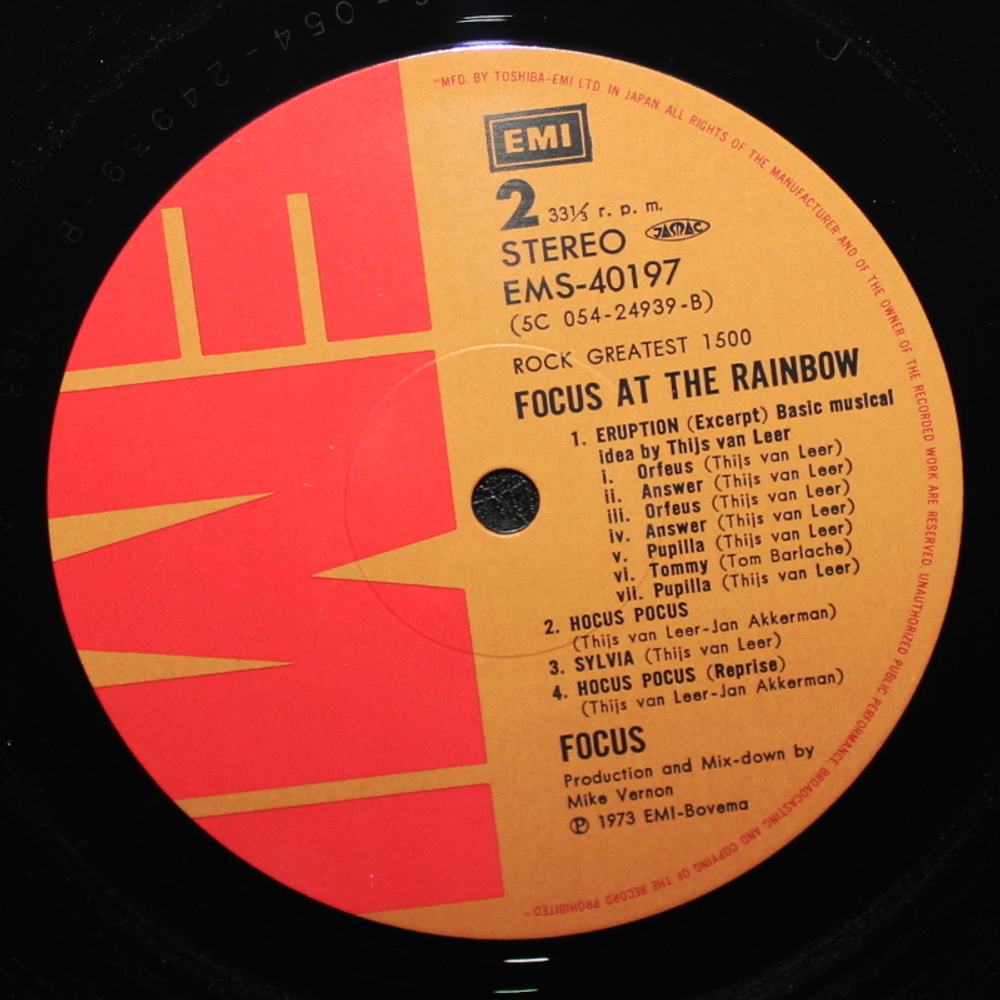 "MFD. BY TOSHIBA-EMI LTD. IN JAPAN. ALL RIGHTS OF THE MANUFACTURER AND OF THE OWNER OF THE RECORDED WORK ARE RESERVED. UNAUTHORIZED PUBLIC PERFORMANCE BROADCASTING AND COPYING OF THE RECORD PROHIBITED."
EMI
2 33⅓ r. p. m.
STEREO JASRAC
EMS-40197
(5C 054-24939-B)
ROCK GREATEST 1500
FOCUS AT THE RAINBOW
1. ERUPTION (Excerpt) Basic musical
idea by Thijs van Leer
i. Orfeus (Thijs van Leer)
ii. Answer (Thijs van Leer)
iii. Orfeus (Thijs van Leer)
iv. Answer (Thijs van Leer)
v. Pupilla (Thijs van Leer)
vi. Tommy (Tom Barlache)
vii. Pupilla (Thijs van Leer)
2. HOCUS POCUS
(Thijs van Leer-Jan Akkerman)
3. SYLVIA (Thijs van Leer)
4. HOCUS POCUS (Reprise)
(Thijs van Leer-Jan Akkerman)
FOCUS
Production and Mix-down by
Mike Vernon
℗ 1973 EMI-Bovema
EMI
054-24939-B